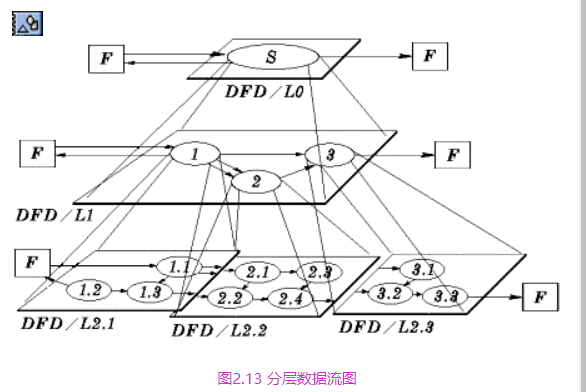 F S F
DFD/L0
F 1 3 F
2
DFD/L1
F 1.1 2.1 2.3 3.1
1.2 1.3 2.2 2.4 3.2 3.3 F
DFD/L2.1 DFD/L2.2 DFD/L2.3
图2.13 分层数据流图